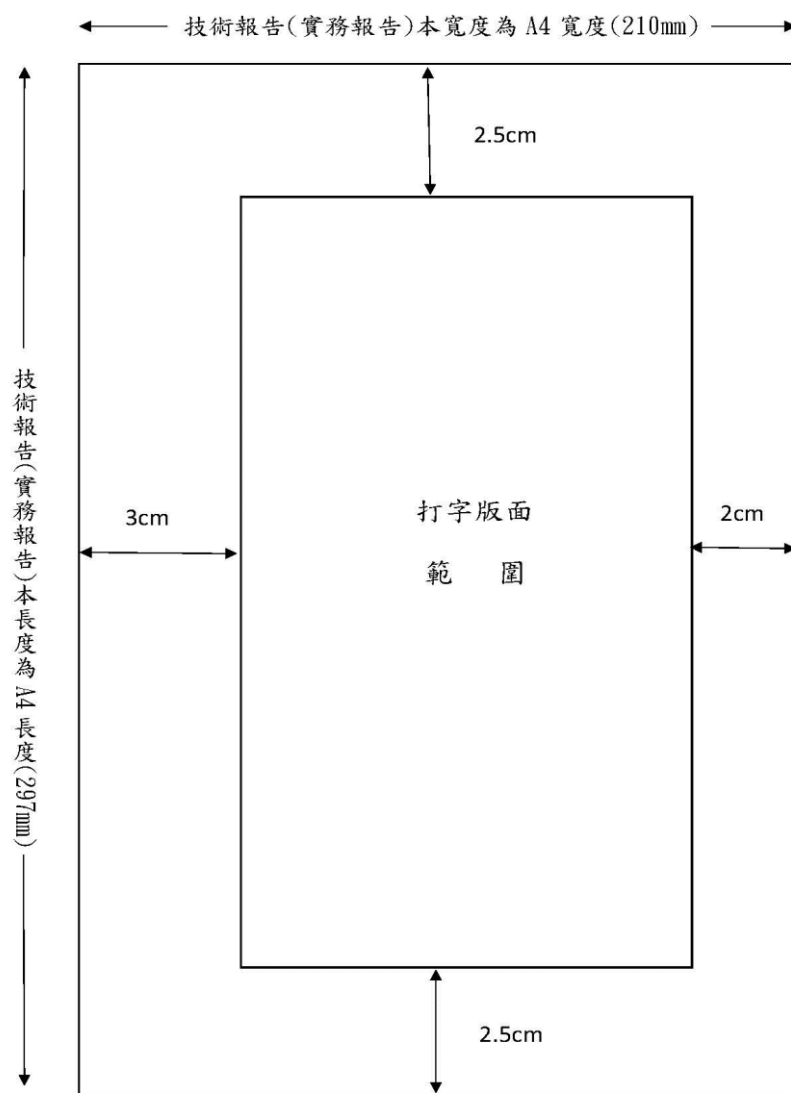 技術報告(實務報告)本寬度為 A4 寬度(210mm)
2.5cm
技術報告(實務報告)本長度為 A4 長度(297mm)
3cm
打字版面
範 圍
2cm
2.5cm